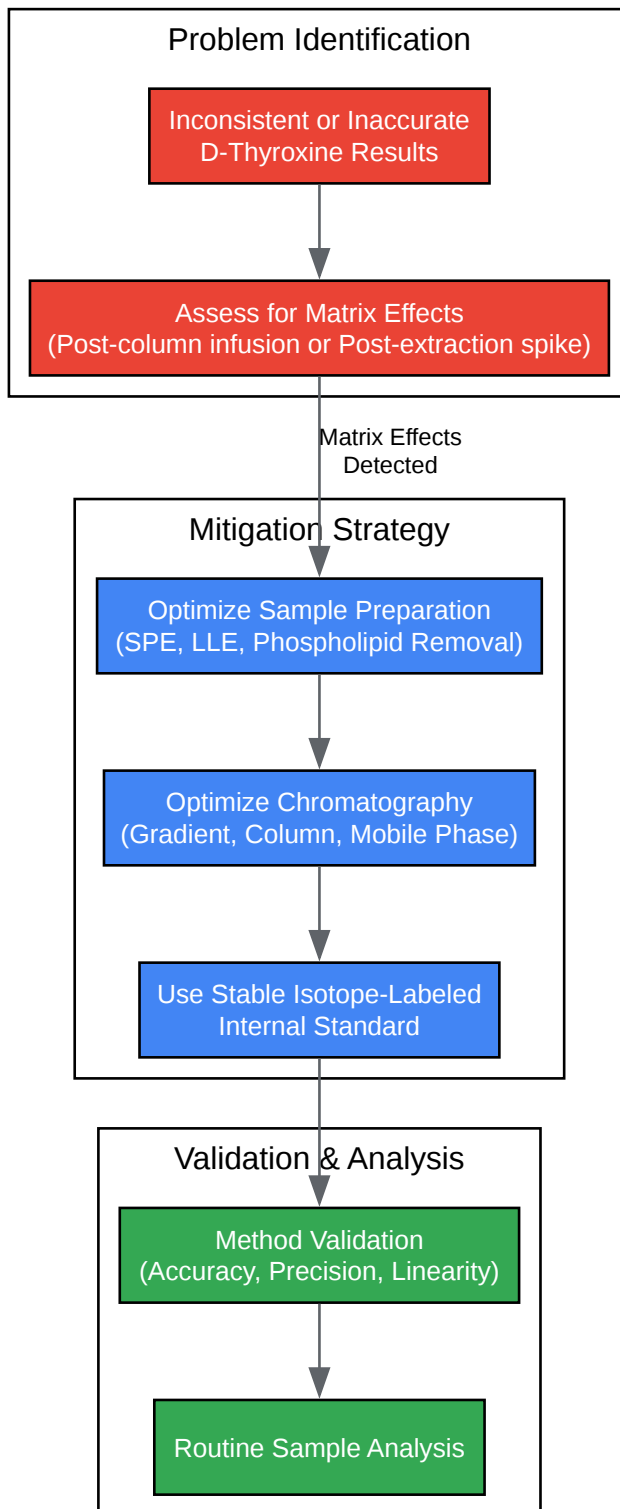 Problem Identification
Inconsistent or Inaccurate
D-Thyroxine Results
Assess for Matrix Effects
(Post-column infusion or Post-extraction spike)
Matrix Effects
Detected
Mitigation Strategy
Optimize Sample Preparation
(SPE, LLE, Phospholipid Removal)
Optimize Chromatography
(Gradient, Column, Mobile Phase)
Use Stable Isotope-Labeled
Internal Standard
Validation & Analysis
Method Validation
(Accuracy, Precision, Linearity)
Routine Sample Analysis